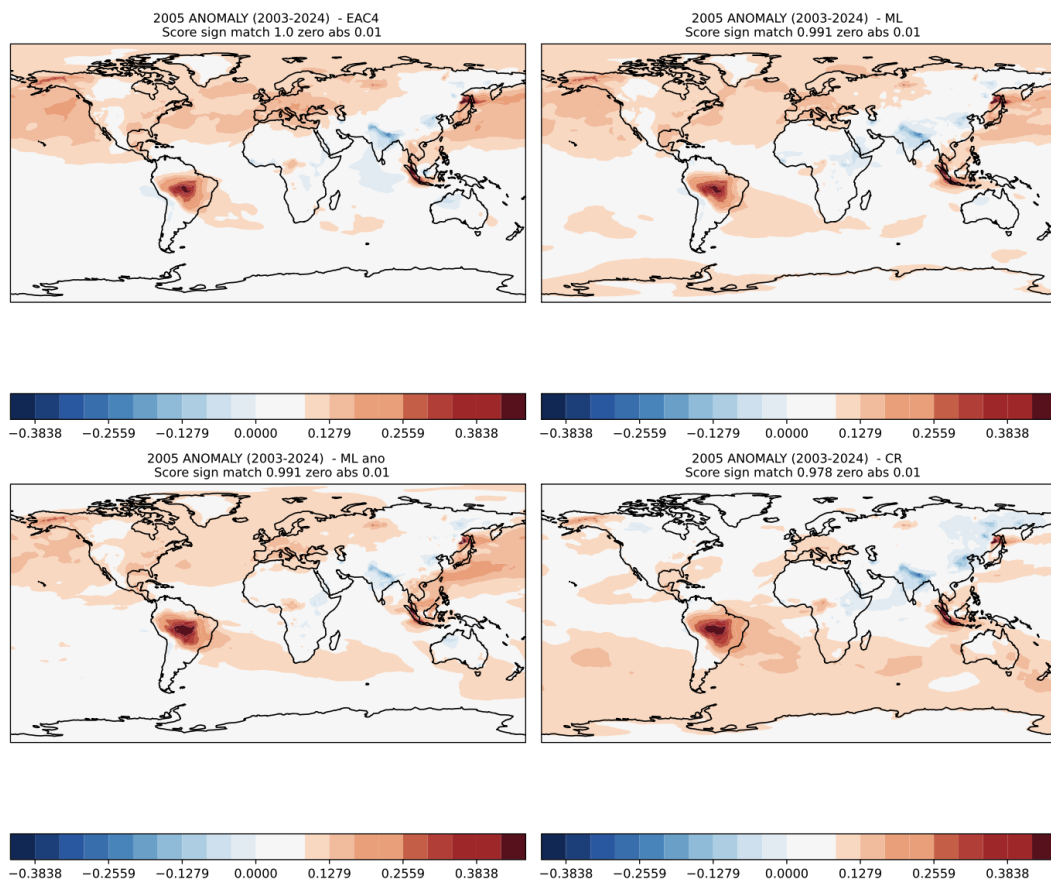 2005 ANOMALY (2003-2024)  - EAC4
Score sign match 1.0 zero abs 0.01
2005 ANOMALY (2003-2024)  - ML
Score sign match 0.991 zero abs 0.01
−0.3838 −0.2559 −0.1279 0.0000 0.1279 0.2559 0.3838
−0.3838 −0.2559 −0.1279 0.0000 0.1279 0.2559 0.3838
2005 ANOMALY (2003-2024)  - ML ano
Score sign match 0.991 zero abs 0.01
2005 ANOMALY (2003-2024)  - CR
Score sign match 0.978 zero abs 0.01
−0.3838 −0.2559 −0.1279 0.0000 0.1279 0.2559 0.3838
−0.3838 −0.2559 −0.1279 0.0000 0.1279 0.2559 0.3838